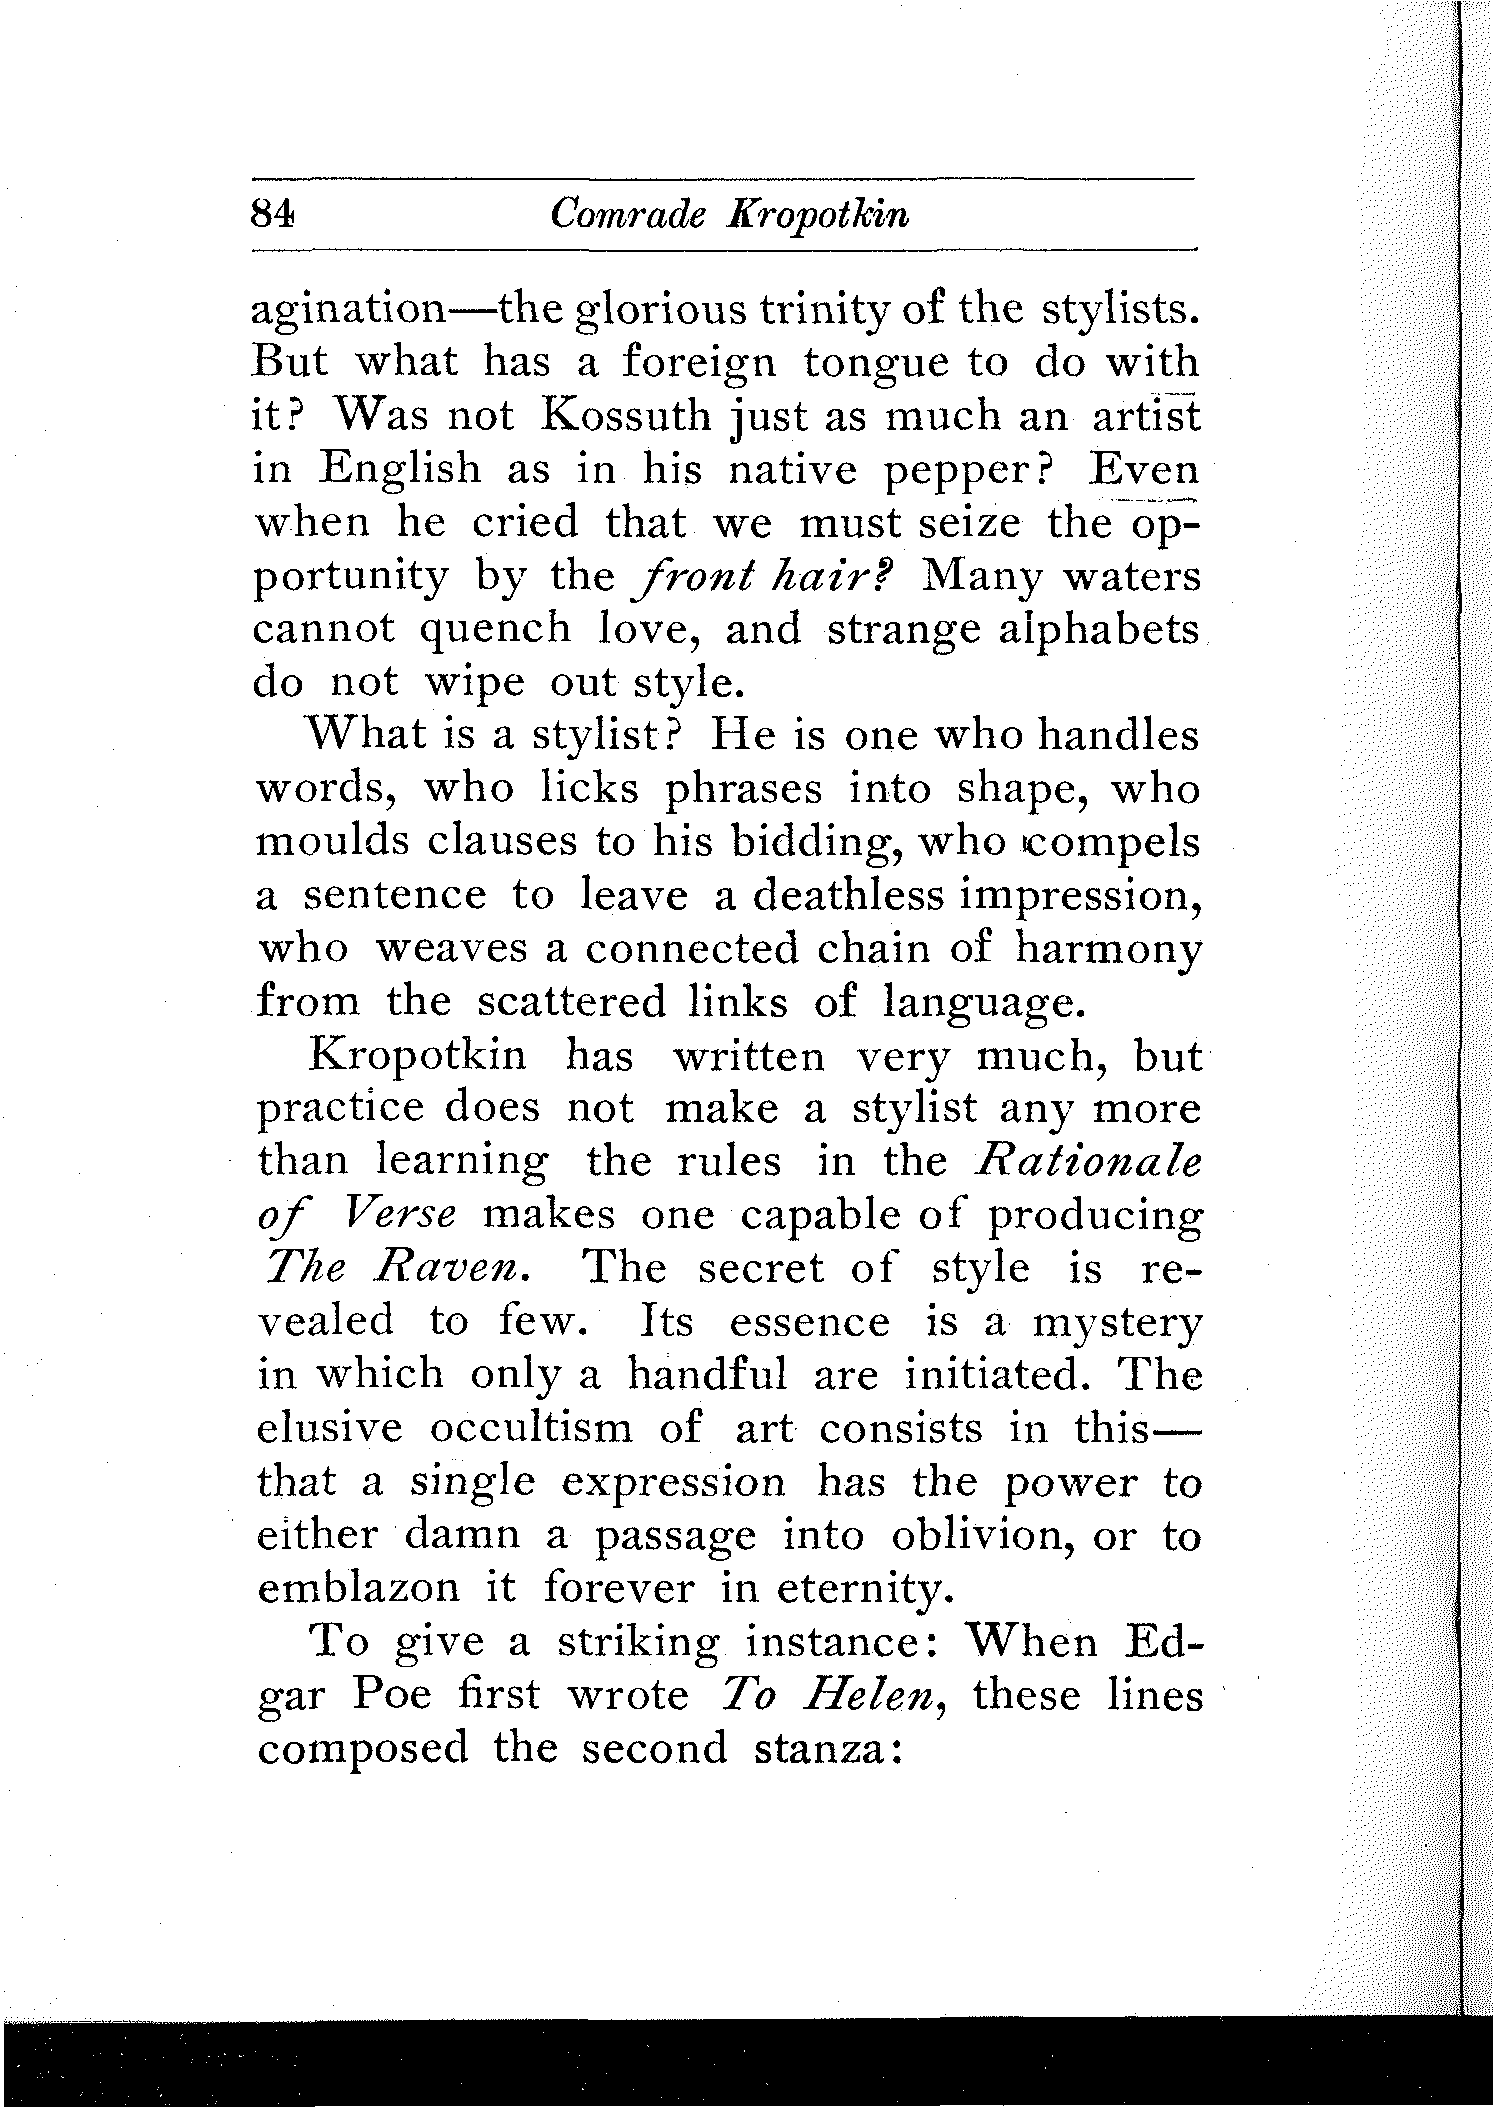 84 Comrade Kropotkin
agination—the glorious trinity of the stylists.
But what has a foreign tongue to do with
it? Was not Kossuth just as much an artist
in English as in his native pepper? Even
when he cried that we must seize the op-
portunity by the front hair? Many waters
cannot quench love, and strange alphabets
do not wipe out style.
What is a stylist? He is one who handles
words, who licks phrases into shape, who
moulds clauses to his bidding, who compels
a sentence to leave a deathless impression,
who weaves a connected chain of harmony
from the scattered links of language.
Kropotkin has written very much, but
practice does not make a stylist any more
than learning the rules in the Rationale
of Verse makes one capable of producing
The Raven. The secret of style is re-
vealed to few. Its essence is a mystery
in which only a handful are initiated. The
elusive occultism of art consists in this—
that a single expression has the power to
either damn a passage into oblivion, or to
emblazon it forever in eternity.
To give a striking instance: When Ed-
gar Poe first wrote To Helen, these lines
composed the second stanza: